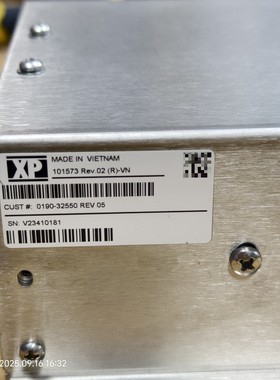 XP
MADE IN VIETNAM
101573 Rev.02 (R)-VN
CUST #: 0190-32550 REV 05
SN: V23410181
2025.09.16 16:32